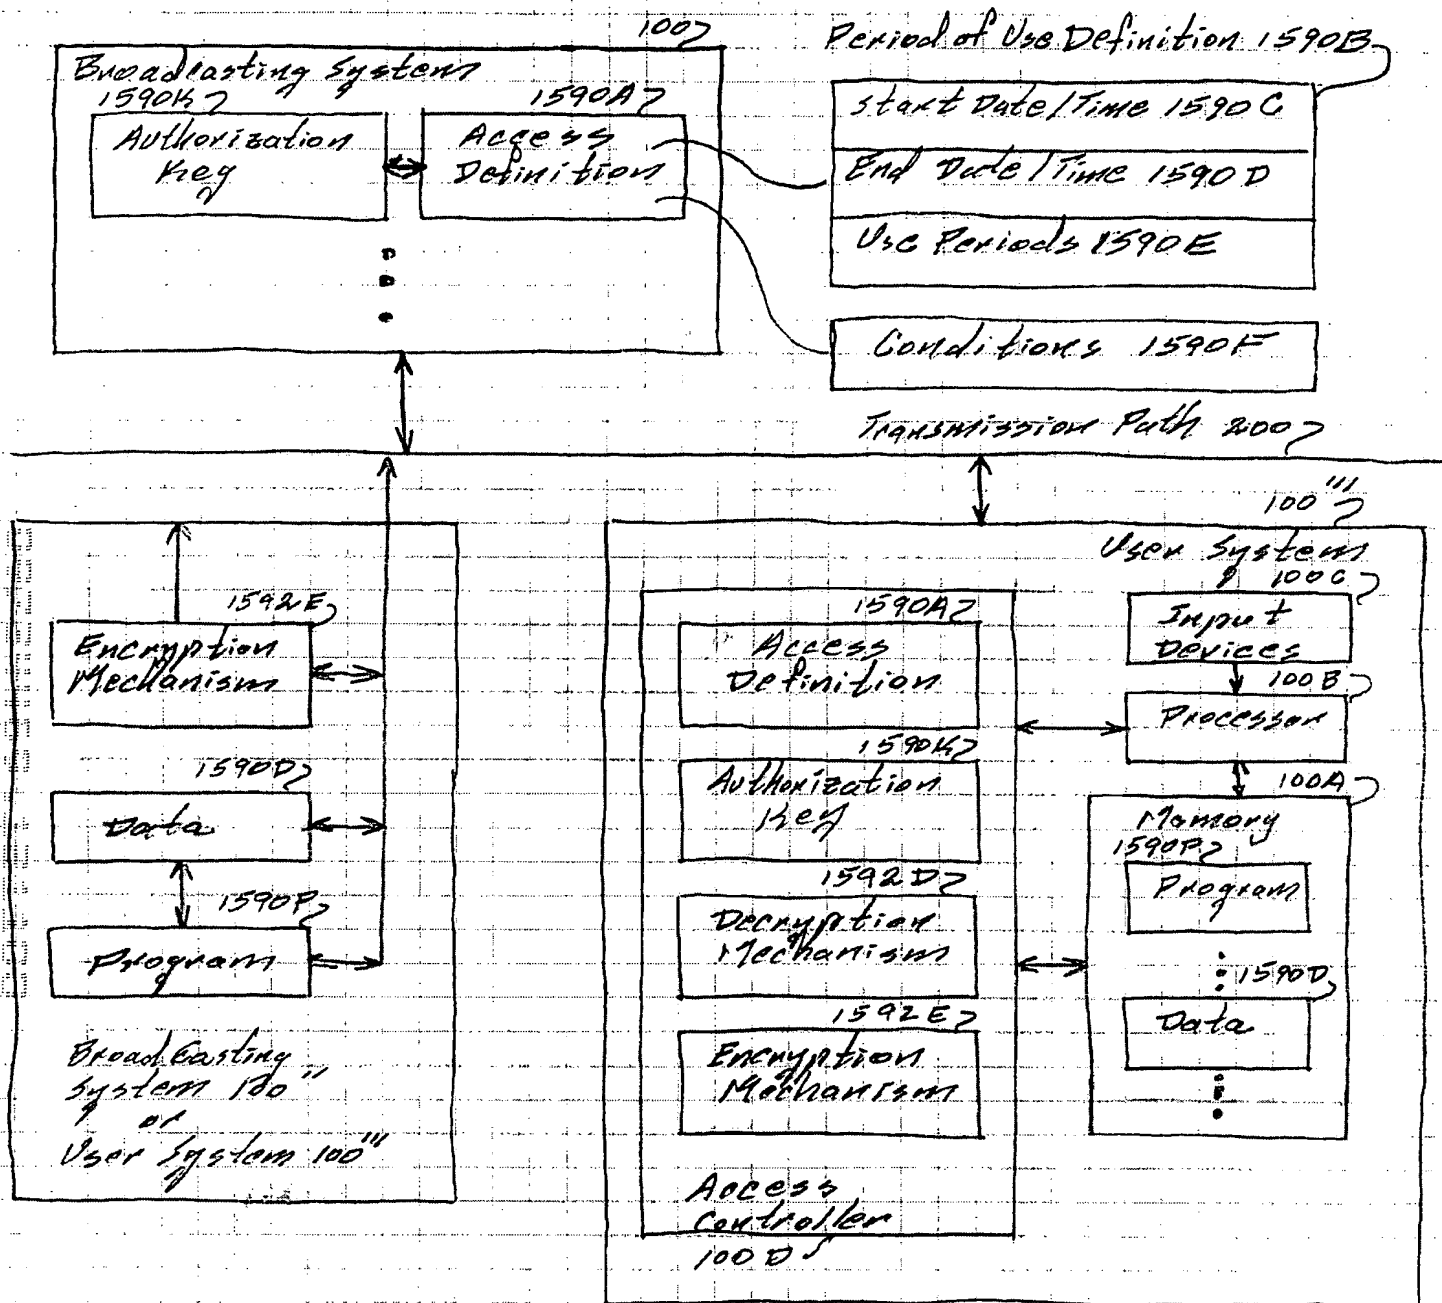 100
Broadcasting System
1590K
1590A
Authorization
Key
Access
Definition
Period of Use Definition 1590B
Start Date/Time 1590C
End Date/Time 1590D
Use Periods 1590E
Conditions 1590F
Transmission Path 200
1592E
Encryption
Mechanism
1590D
Data
1590P
Program
Broadcasting
System 100''
or
User System 100'''
100'''
User System
1590A
Access
Definition
1590K
Authorization
Key
1592D
Decryption
Mechanism
1592E
Encryption
Mechanism
Access
Controller
100D
100C
Input
Devices
100B
Processor
100A
Memory
1590P
Program
1590D
Data